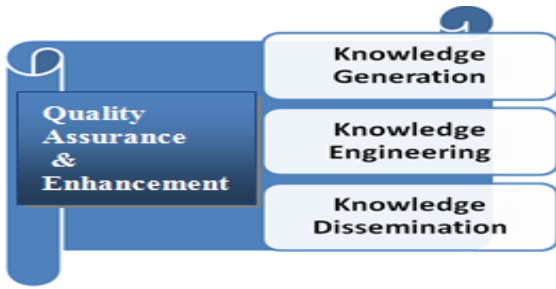 Quality
Assurance
&
Enhancement
Knowledge
Generation
Knowledge
Engineering
Knowledge
Dissemination